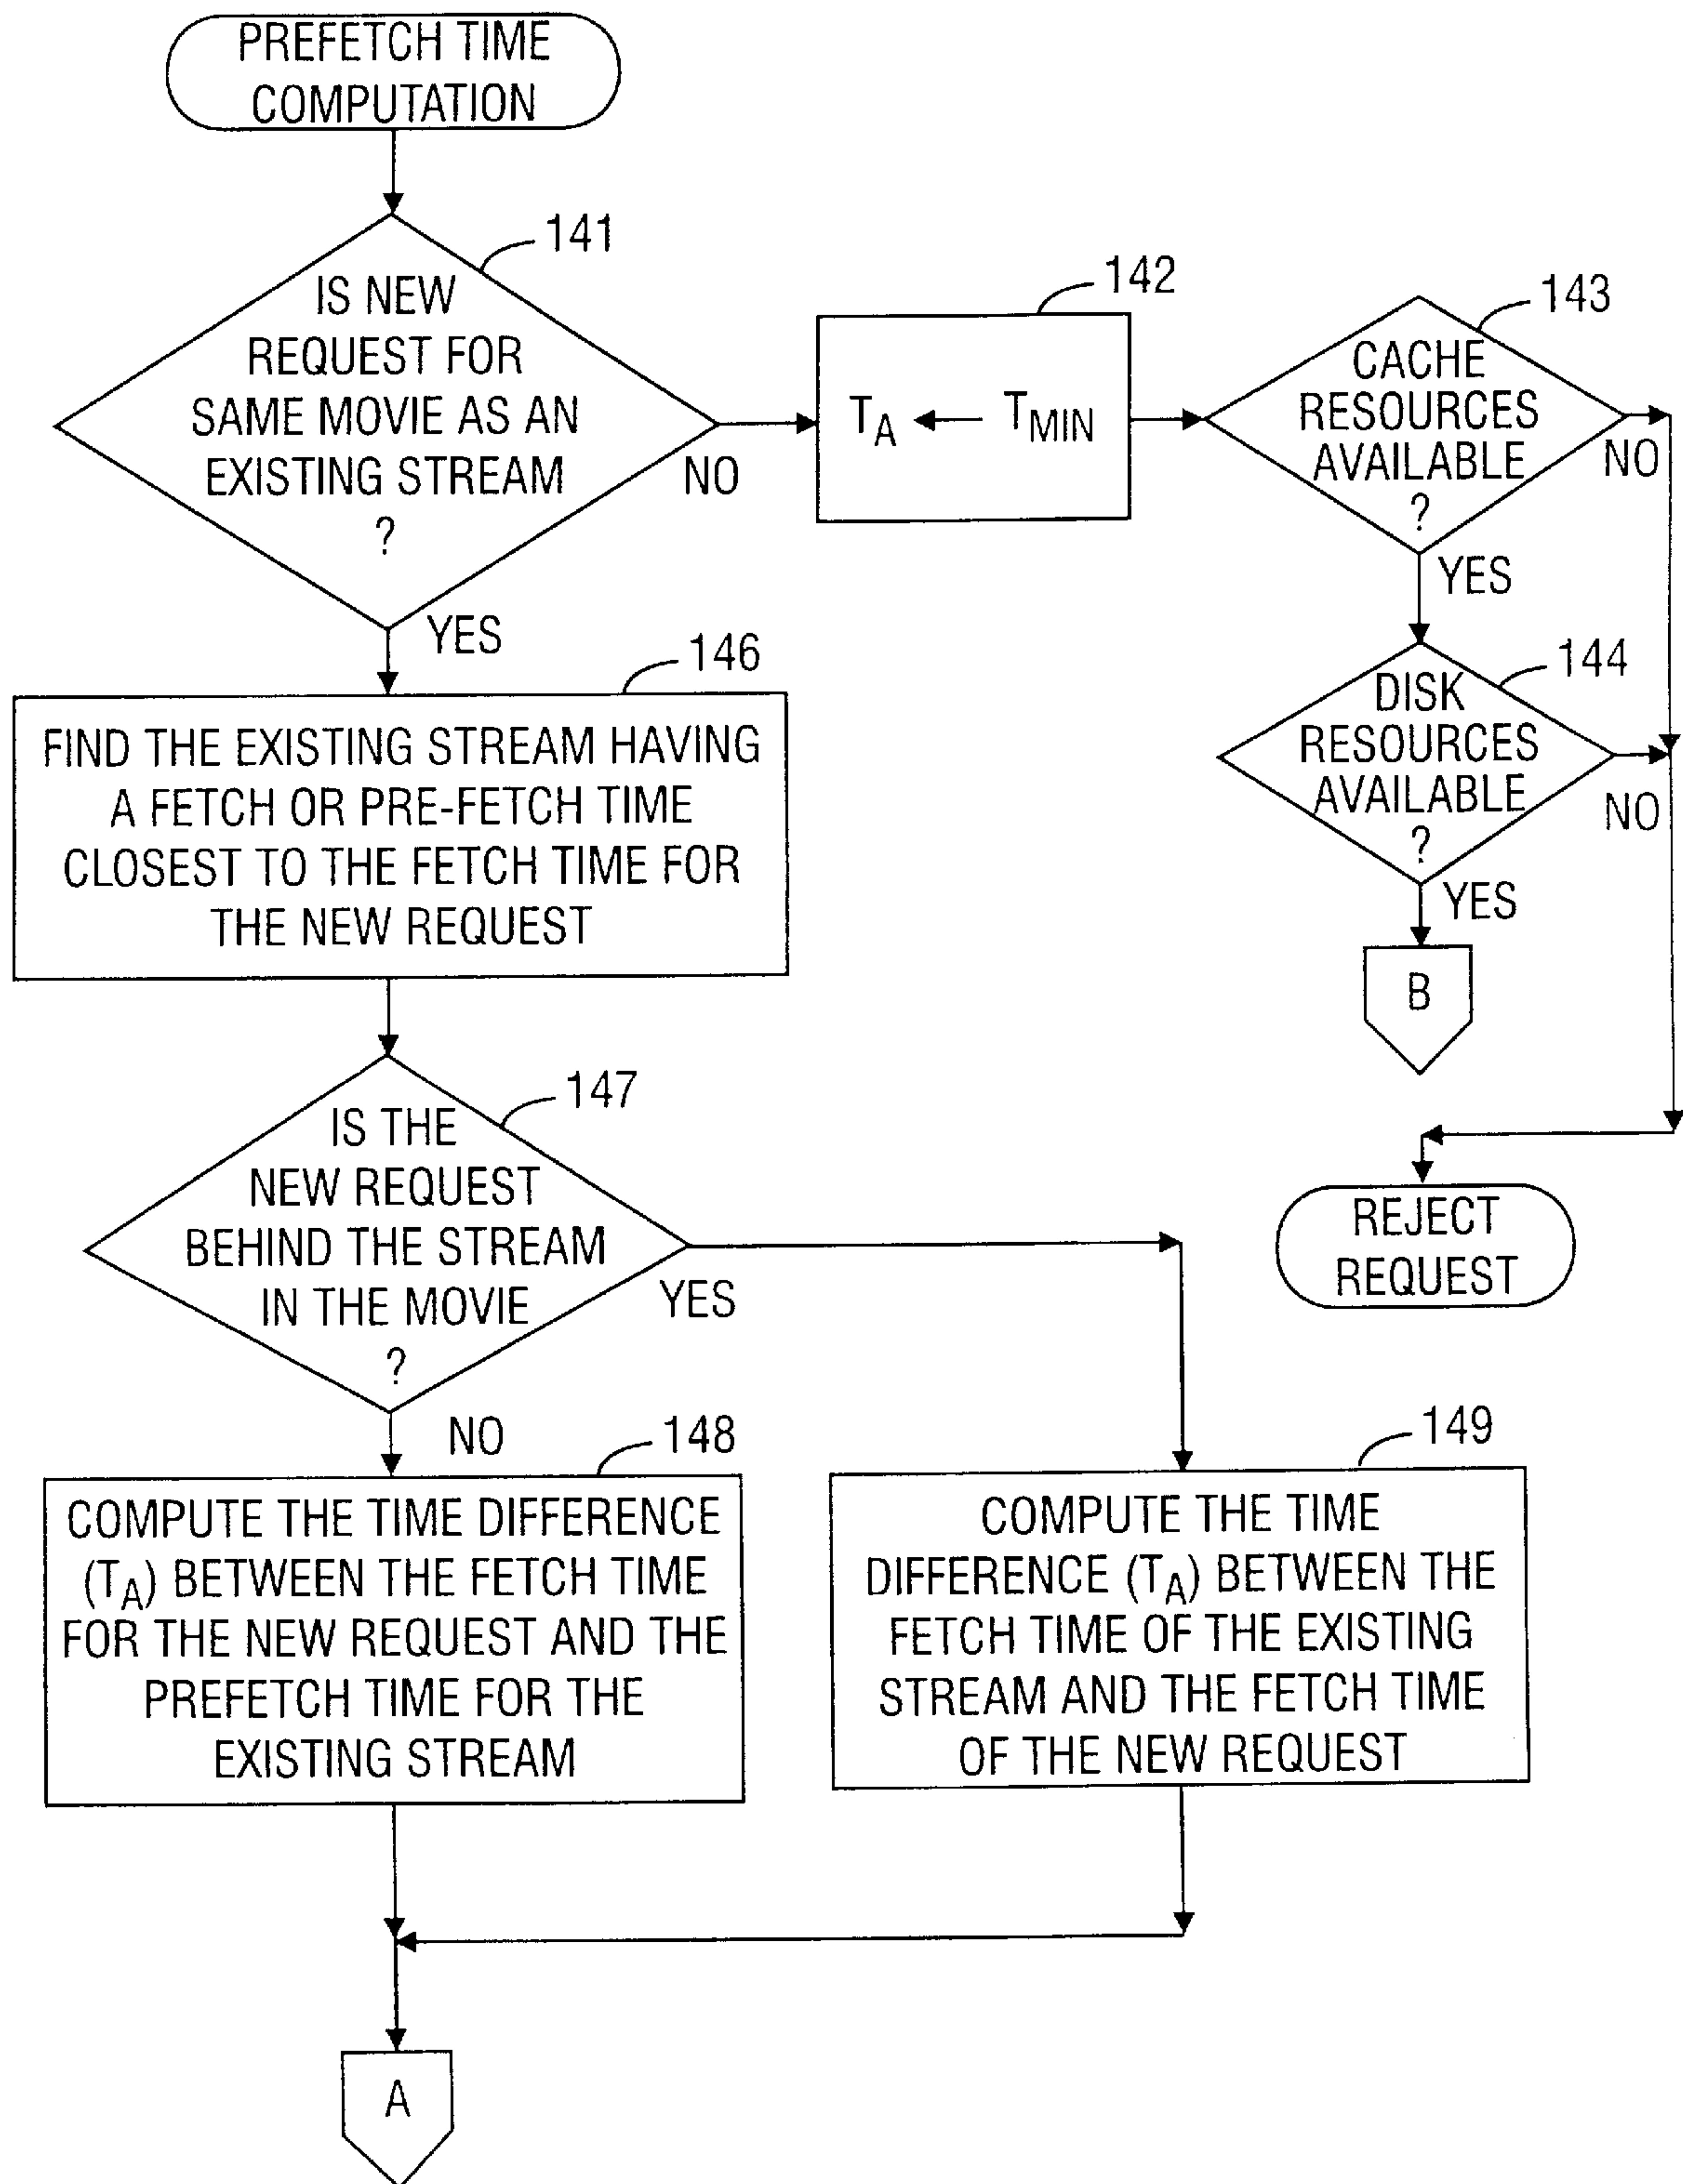 PREFETCH TIME
COMPUTATION
141
IS NEW
REQUEST FOR
SAME MOVIE AS AN
EXISTING STREAM
?
NO
YES
142
TA ← TMIN
143
CACHE
RESOURCES
AVAILABLE
?
NO
YES
144
DISK
RESOURCES
AVAILABLE
?
NO
YES
B
REJECT
REQUEST
146
FIND THE EXISTING STREAM HAVING
A FETCH OR PRE-FETCH TIME
CLOSEST TO THE FETCH TIME FOR
THE NEW REQUEST
147
IS THE
NEW REQUEST
BEHIND THE STREAM
IN THE MOVIE
?
YES
NO
148
COMPUTE THE TIME DIFFERENCE
(TA) BETWEEN THE FETCH TIME
FOR THE NEW REQUEST AND THE
PREFETCH TIME FOR THE
EXISTING STREAM
149
COMPUTE THE TIME
DIFFERENCE (TA) BETWEEN THE
FETCH TIME OF THE EXISTING
STREAM AND THE FETCH TIME
OF THE NEW REQUEST
A